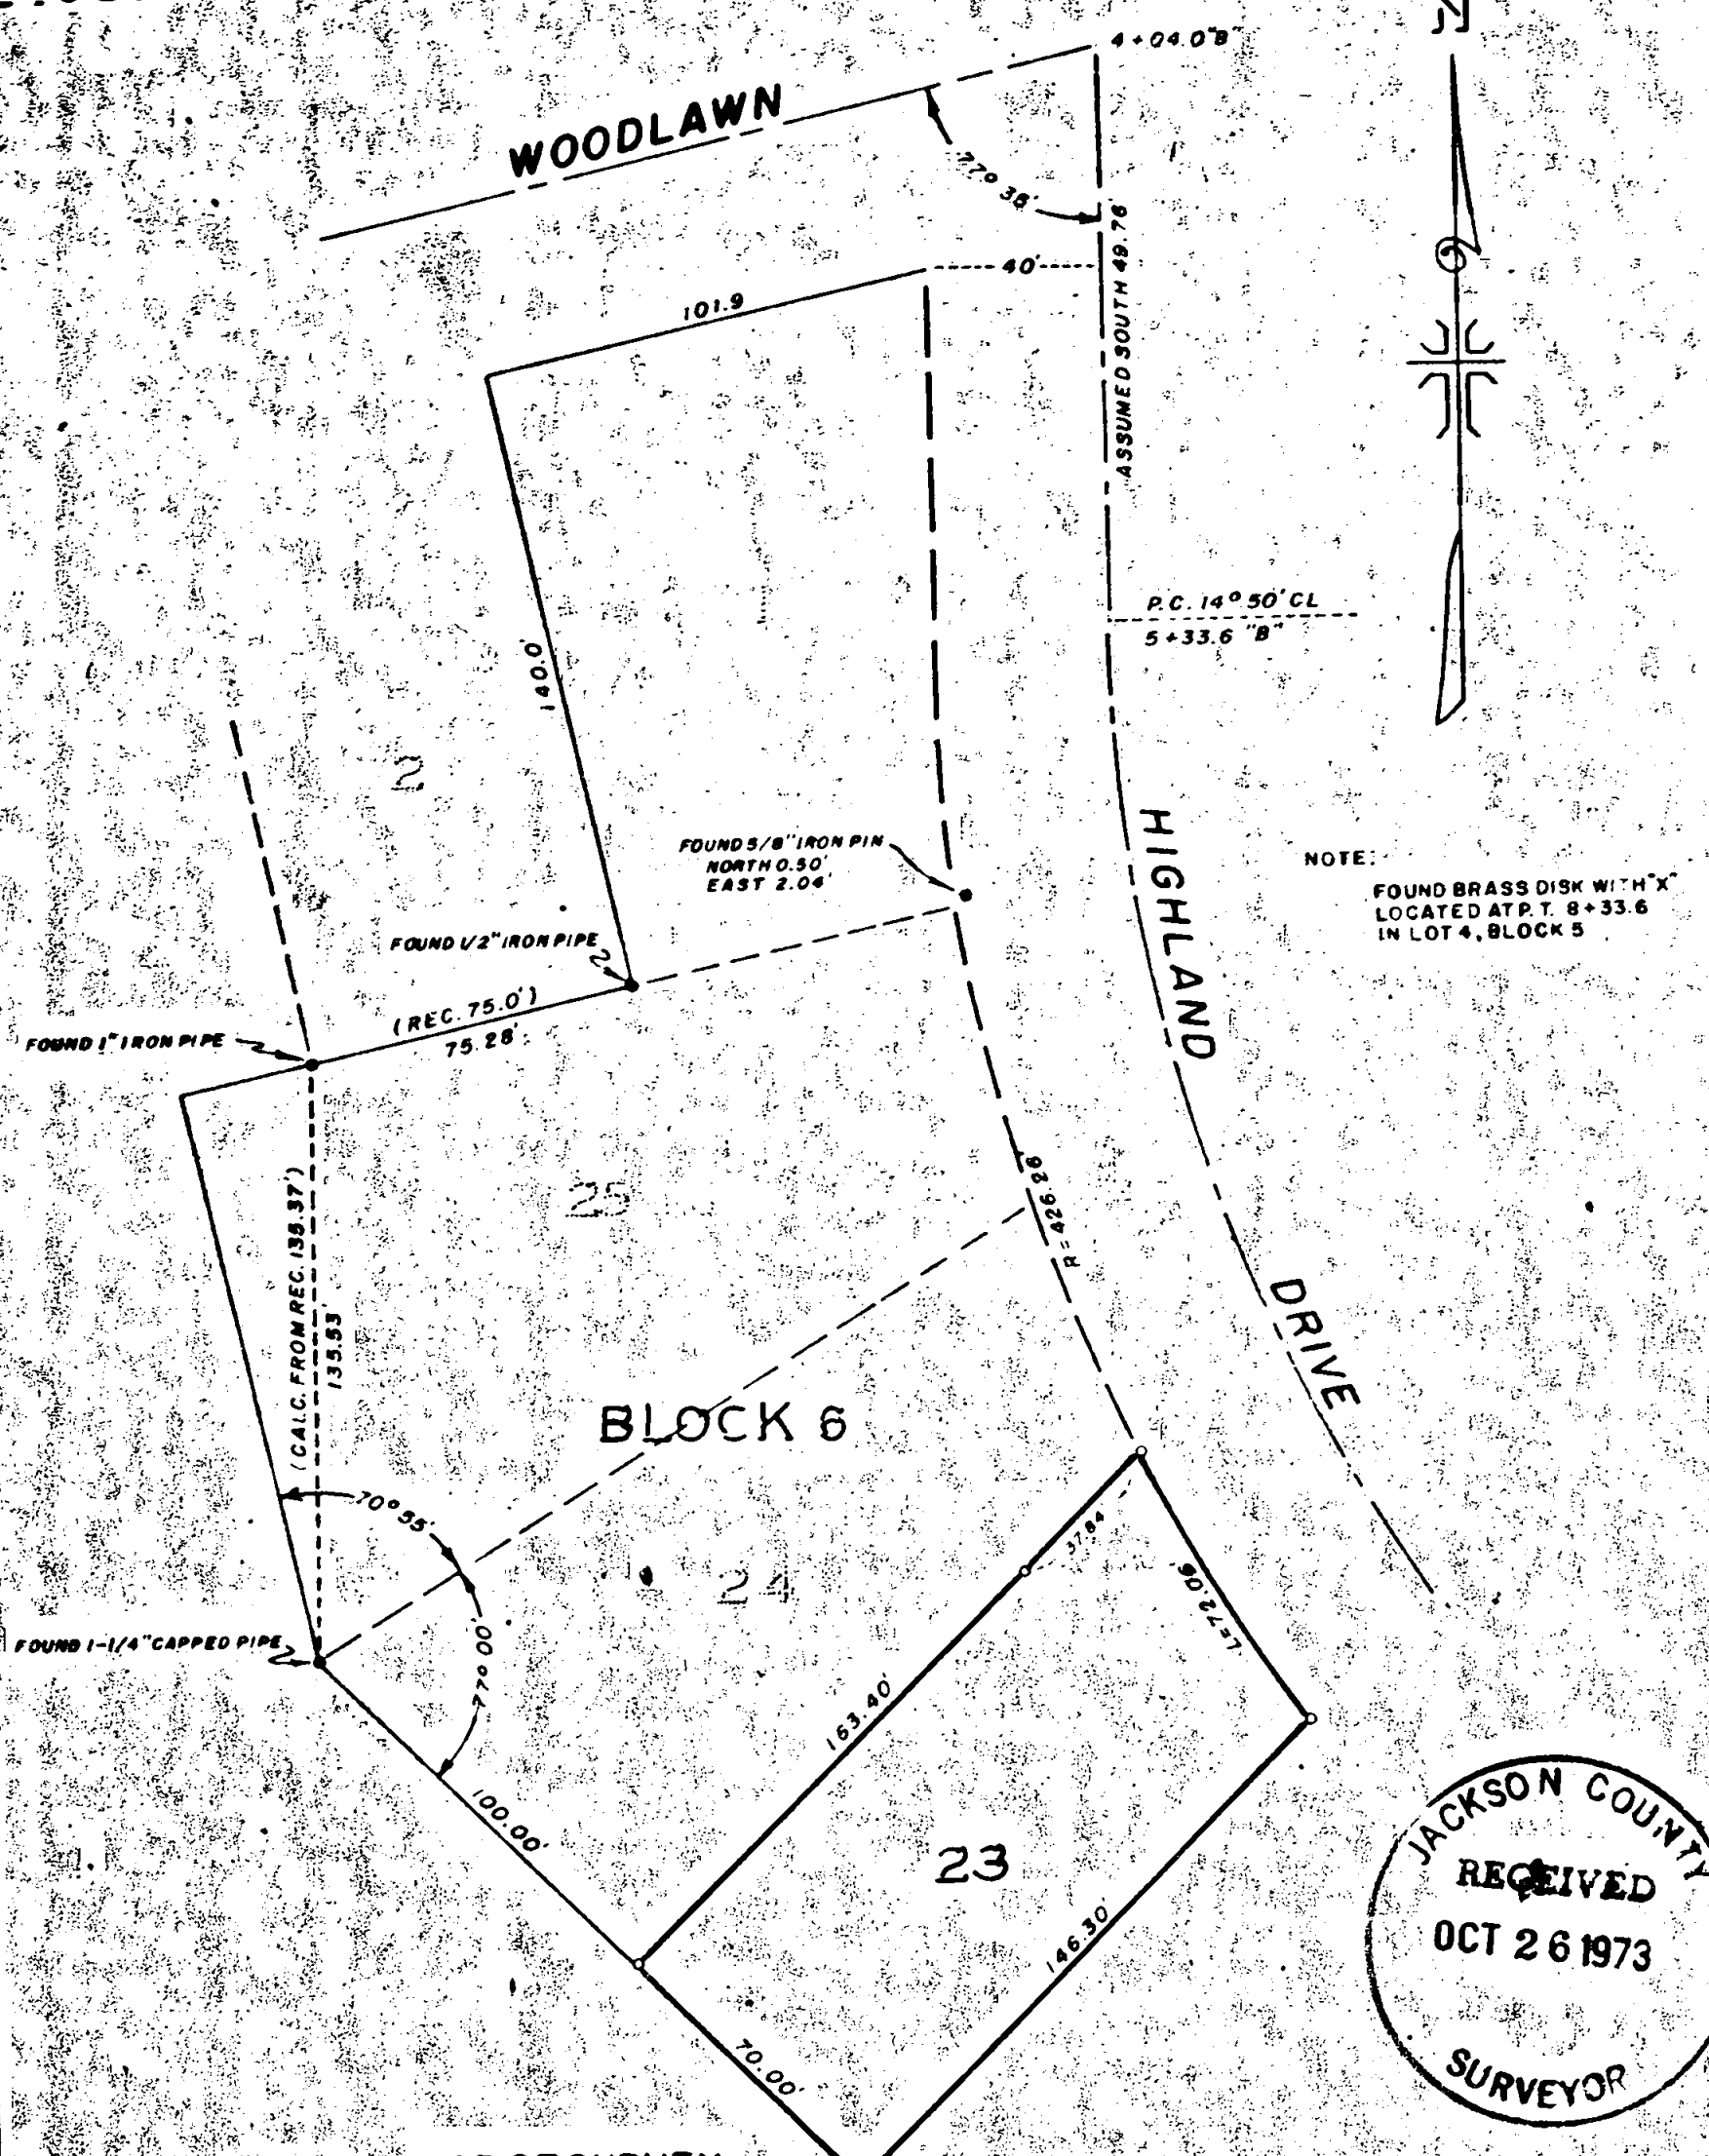 4+04.0"B"
WOODLAWN
77° 38'
40'
101.9
ASSUMED SOUTH 49.76'
P.C. 14° 50' CL
5+33.6 "B"
140.0'
2
HIGHLAND
FOUND 5/8" IRON PIN
NORTH 0.50'
EAST 2.04'
NOTE:
FOUND BRASS DISK WITH "X"
LOCATED AT P.T. 8+33.6
IN LOT 4, BLOCK 5
FOUND 1/2" IRON PIPE
(REC. 75.0')
75.28'
FOUND 1" IRON PIPE
25
R=426.26'
(CALC. FROM REC. 135.37')
135.53'
DRIVE
BLOCK 6
70° 55'
24
37.84
L=72.06'
FOUND 1-1/4" CAPPED PIPE
77° 00'
163.40'
100.00'
23
146.30'
70.00'
JACKSON COUNTY
RECEIVED
OCT 26 1973
SURVEYOR